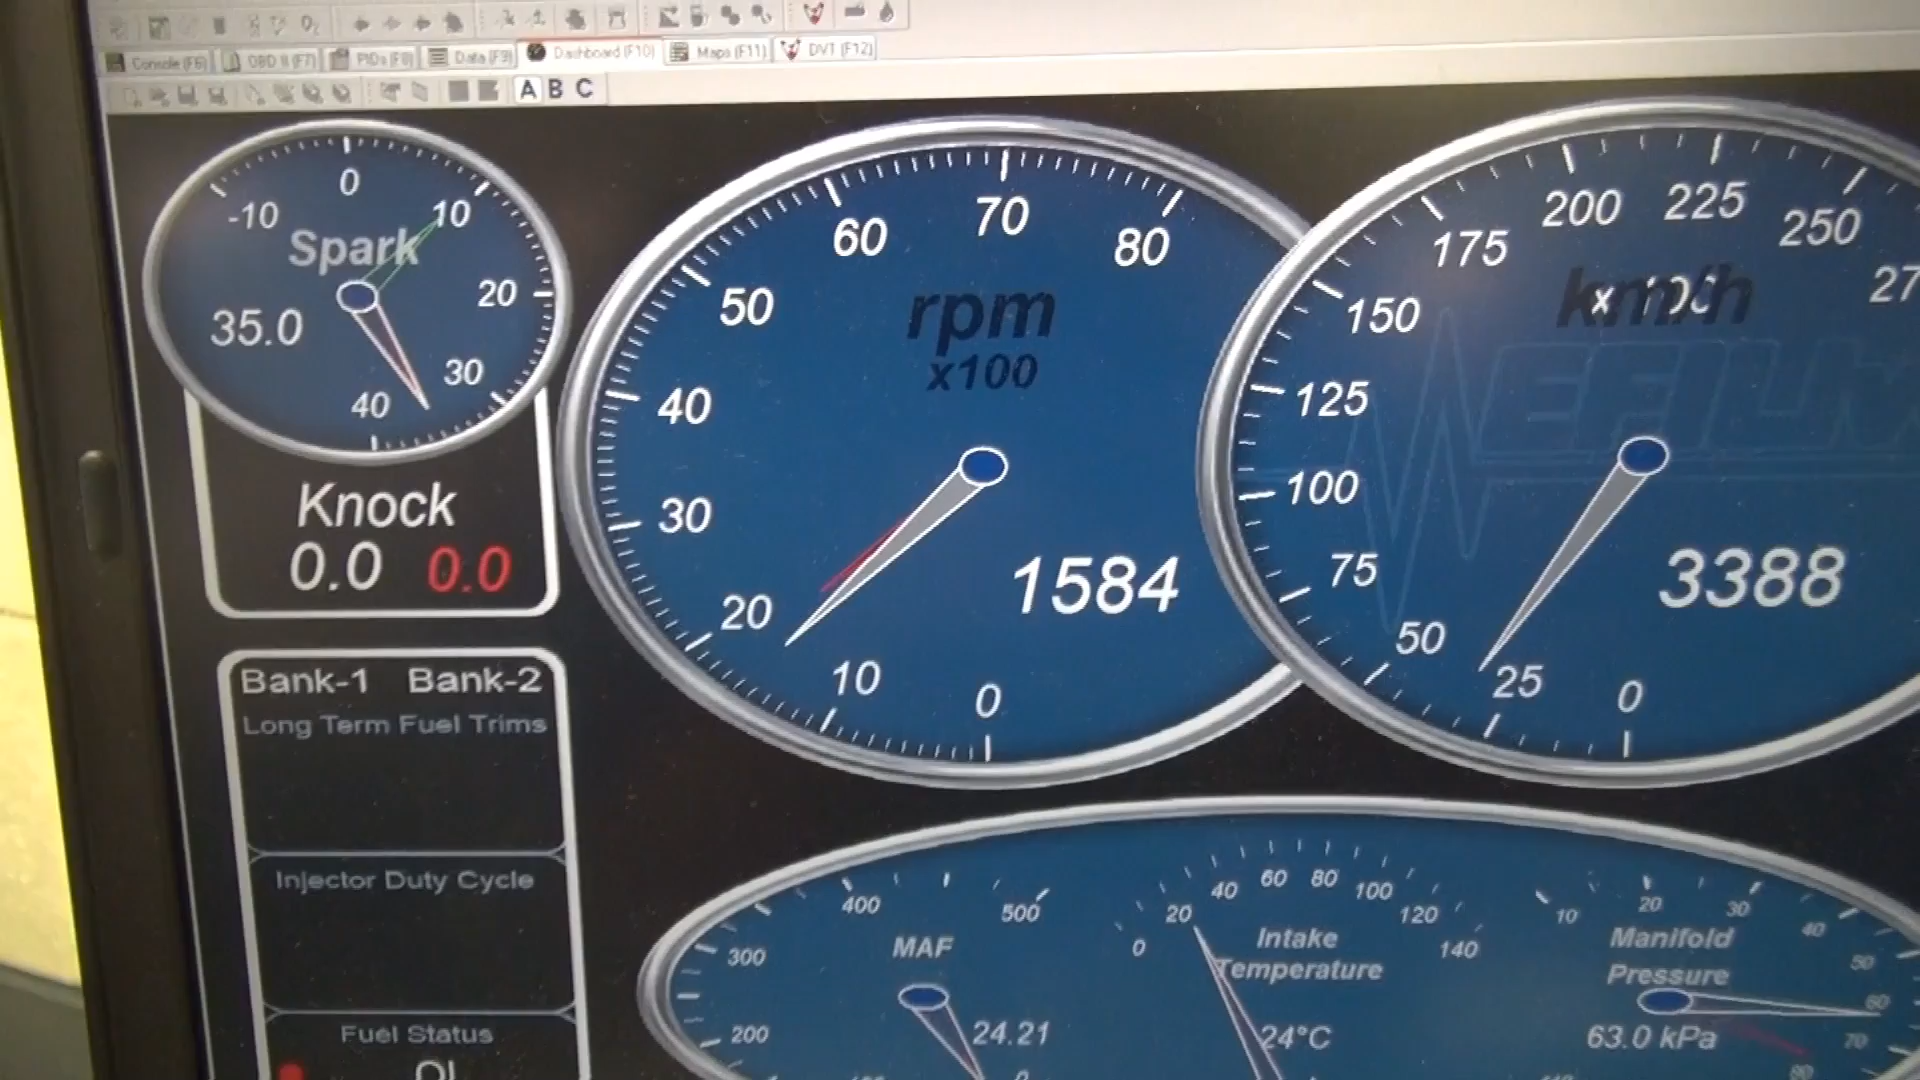 Console (F6) OBD II (F7) PIDs (F8) Data (F9) Dashboard (F10) Maps (F11) DVT (F12)
A B C
-10 0 10 20 30 40
Spark
35.0
Knock
0.0 0.0
0 10 20 30 40 50 60 70 80
rpm
x100
1584
0 25 50 75 100 125 150 175 200 225 250 27
km/h
x 100
3388
Bank-1 Bank-2
Long Term Fuel Trims
Injector Duty Cycle
Fuel Status
200 300 400 500
MAF
24.21
0 20 40 60 80 100 120 140
Intake
Temperature
24°C
10 20 30 40 50 60 70 80
Manifold
Pressure
63.0 kPa